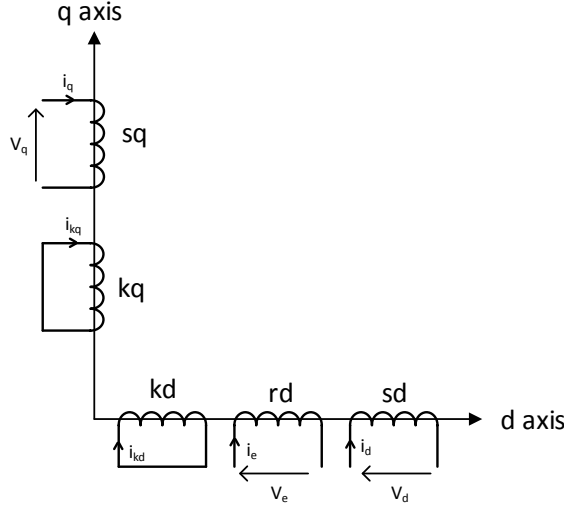 q axis
i_q
V_q
sq
i_kq
kq
kd
rd
sd
d axis
i_kd
i_e
i_d
V_e
V_d